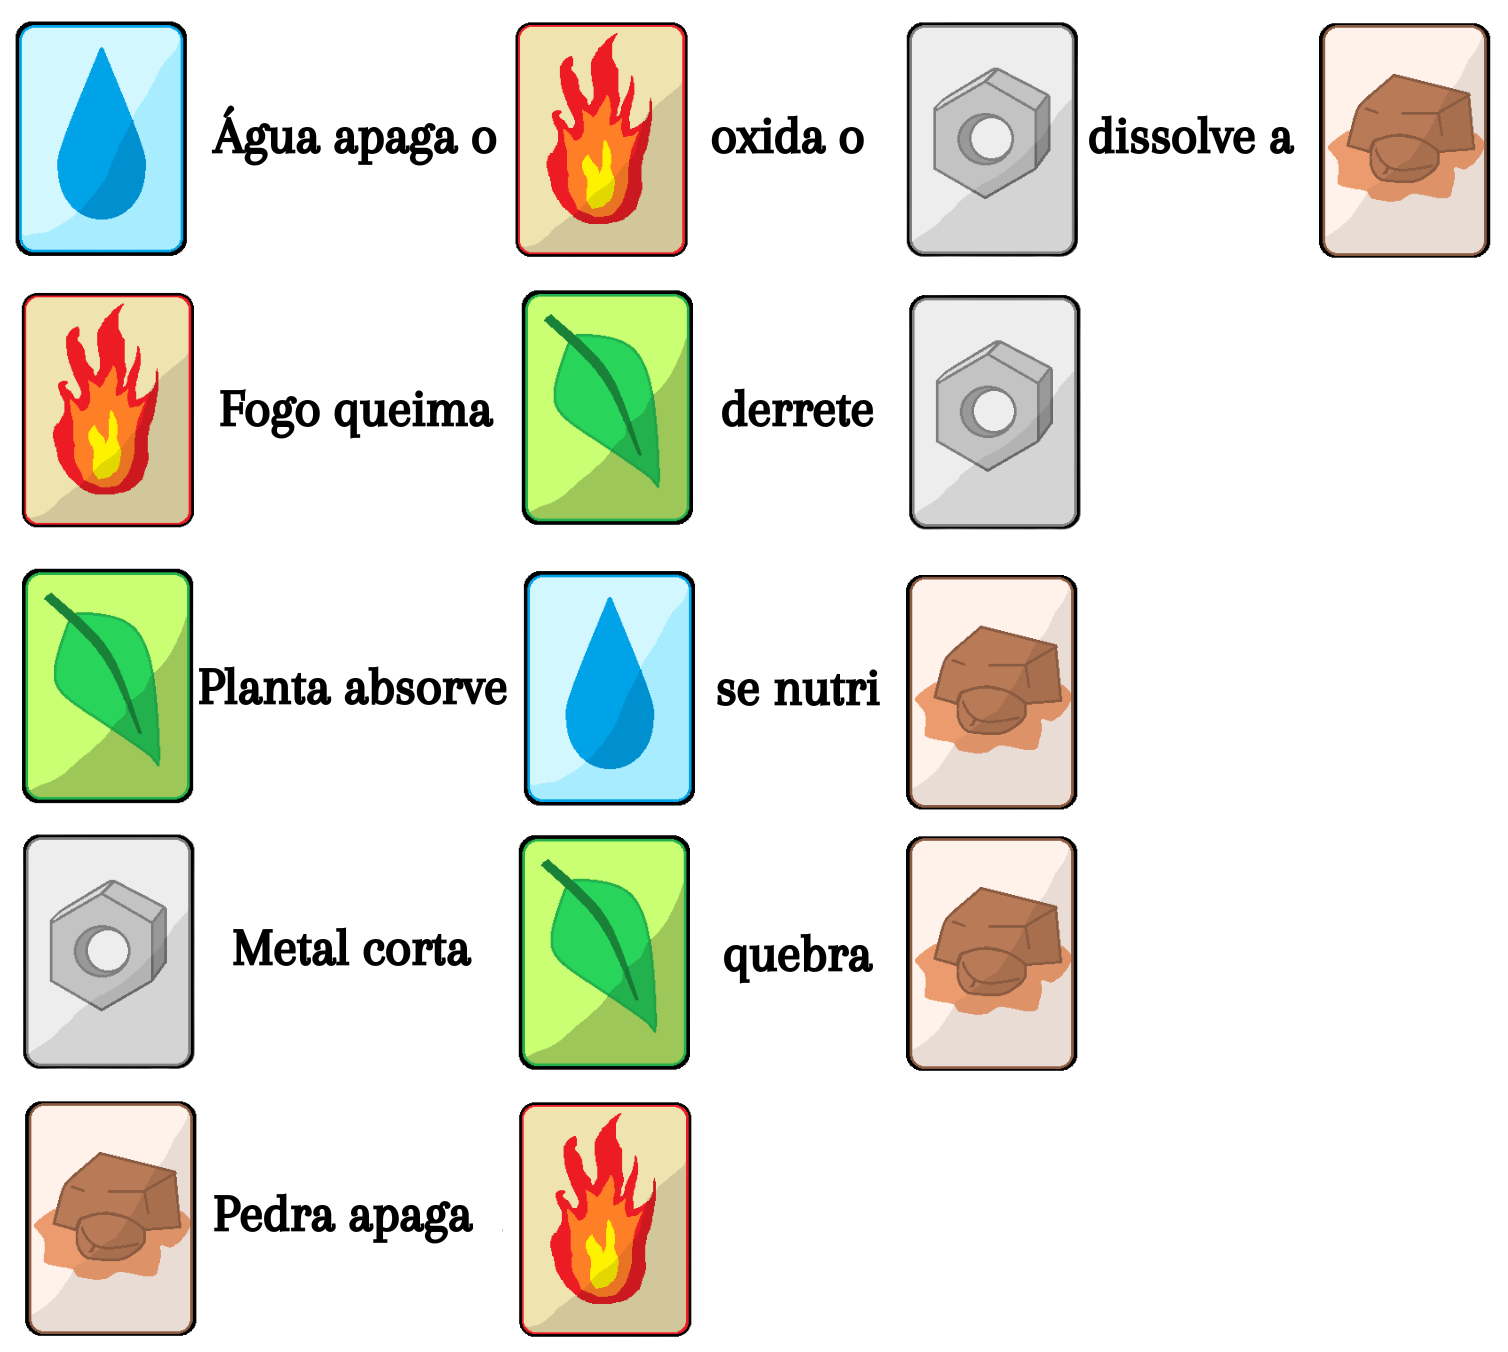 Água apaga o oxida o dissolve a
Fogo queima derrete
Planta absorve se nutri
Metal corta quebra
Pedra apaga